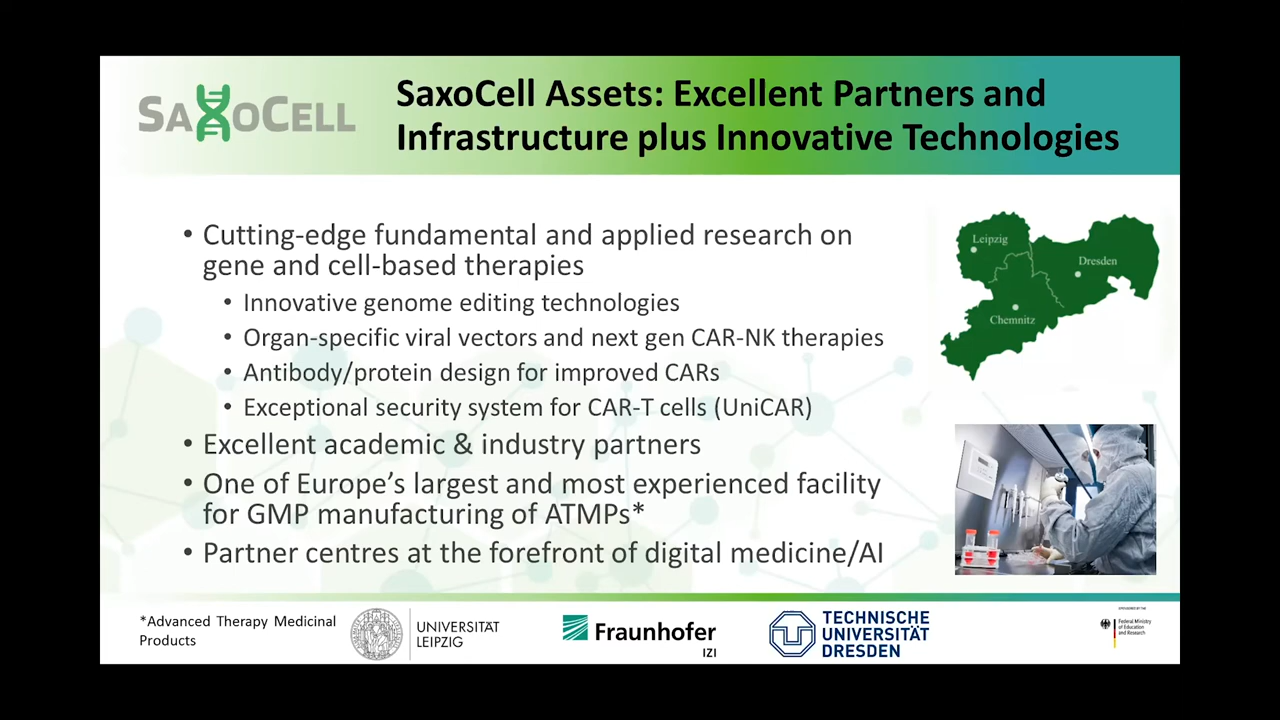 SAXOCELL
SaxoCell Assets: Excellent Partners and
Infrastructure plus Innovative Technologies
• Cutting-edge fundamental and applied research on
gene and cell-based therapies
• Innovative genome editing technologies
• Organ-specific viral vectors and next gen CAR-NK therapies
• Antibody/protein design for improved CARs
• Exceptional security system for CAR-T cells (UniCAR)
• Excellent academic & industry partners
• One of Europe’s largest and most experienced facility
for GMP manufacturing of ATMPs*
• Partner centres at the forefront of digital medicine/AI
Leipzig
Dresden
Chemnitz
*Advanced Therapy Medicinal
Products
UNIVERSITÄT
LEIPZIG
Fraunhofer
IZI
TECHNISCHE
UNIVERSITÄT
DRESDEN
SPONSORED BY THE
Federal Ministry
of Education
and Research